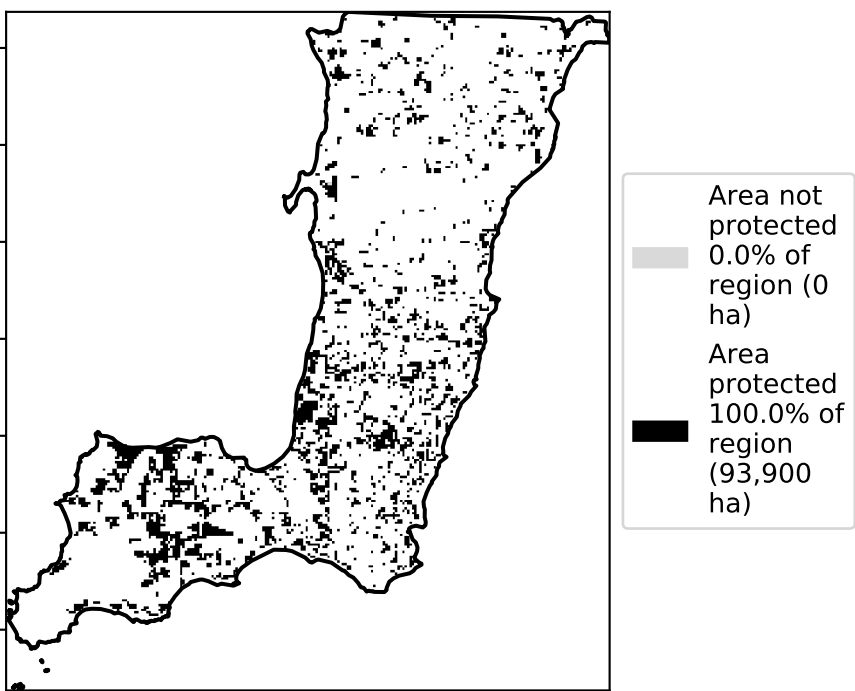 Area not
protected
0.0% of
region (0
ha)
Area
protected
100.0% of
region
(93,900
ha)